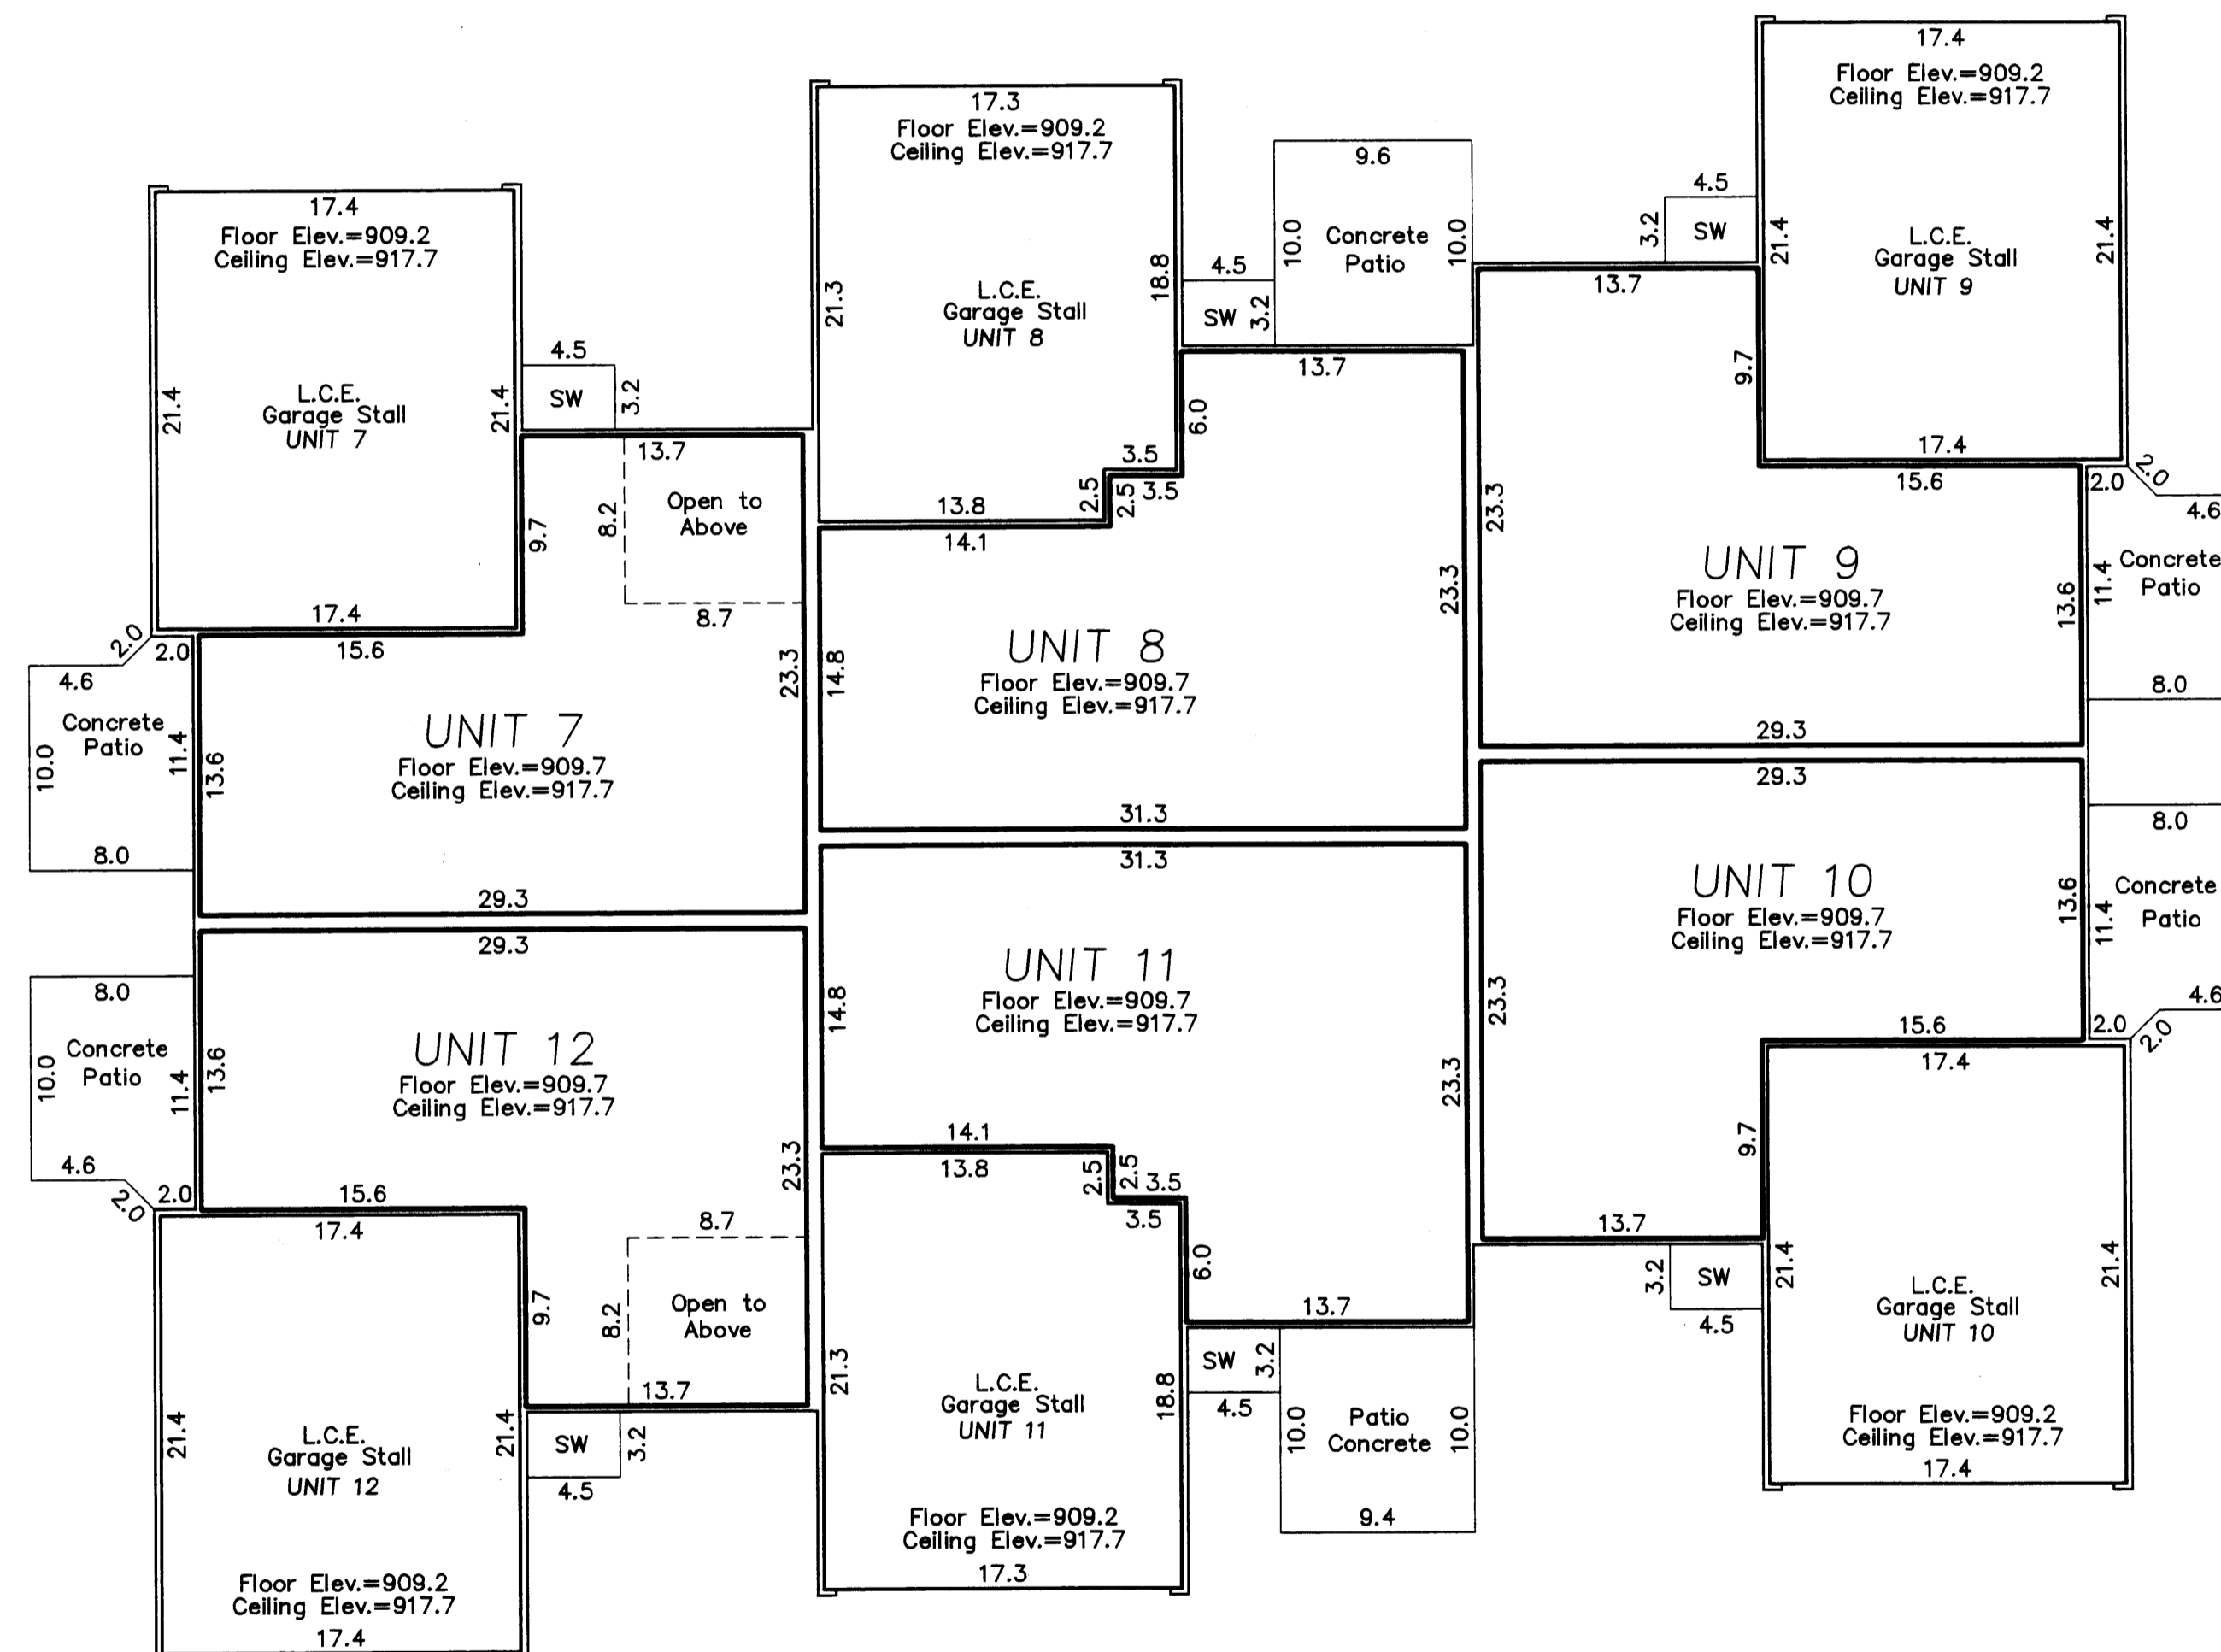 17.4
Floor Elev.=909.2
Ceiling Elev.=917.7
21.4
21.4
L.C.E.
Garage Stall
UNIT 7
17.4
4.5
SW
3.2
13.7
9.7
8.2
Open to
Above
8.7
15.6
2.0
2.0
4.6
Concrete
Patio
10.0
11.4
8.0
13.6
23.3
UNIT 7
Floor Elev.=909.7
Ceiling Elev.=917.7
29.3
17.3
Floor Elev.=909.2
Ceiling Elev.=917.7
21.3
18.8
L.C.E.
Garage Stall
UNIT 8
3.5
2.5
13.8
4.5
SW
3.2
9.6
10.0
Concrete
Patio
10.0
13.7
6.0
3.5
2.5
14.1
14.8
23.3
UNIT 8
Floor Elev.=909.7
Ceiling Elev.=917.7
31.3
17.4
Floor Elev.=909.2
Ceiling Elev.=917.7
21.4
21.4
L.C.E.
Garage Stall
UNIT 9
17.4
4.5
3.2
SW
13.7
9.7
15.6
2.0
2.0
4.6
23.3
UNIT 9
Floor Elev.=909.7
Ceiling Elev.=917.7
13.6
11.4
Concrete
Patio
8.0
29.3
29.3
UNIT 10
Floor Elev.=909.7
Ceiling Elev.=917.7
23.3
13.6
8.0
Concrete
Patio
11.4
4.6
2.0
2.0
15.6
9.7
13.7
3.2
SW
4.5
17.4
21.4
21.4
L.C.E.
Garage Stall
UNIT 10
Floor Elev.=909.2
Ceiling Elev.=917.7
17.4
31.3
UNIT 11
Floor Elev.=909.7
Ceiling Elev.=917.7
14.8
23.3
14.1
2.5
3.5
6.0
13.7
13.8
2.5
3.5
21.3
18.8
L.C.E.
Garage Stall
UNIT 11
Floor Elev.=909.2
Ceiling Elev.=917.7
17.3
SW
3.2
4.5
10.0
Patio
Concrete
10.0
9.4
29.3
UNIT 12
Floor Elev.=909.7
Ceiling Elev.=917.7
13.6
23.3
8.0
Concrete
Patio
10.0
11.4
4.6
2.0
2.0
15.6
9.7
8.7
8.2
Open to
Above
13.7
SW
3.2
4.5
17.4
21.4
21.4
L.C.E.
Garage Stall
UNIT 12
Floor Elev.=909.2
Ceiling Elev.=917.7
17.4